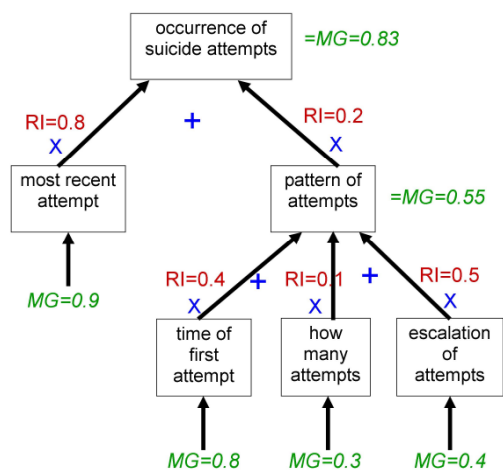 occurrence of
suicide attempts
=MG=0.83
RI=0.8
+
RI=0.2
X
X
most recent
attempt
pattern of
attempts
=MG=0.55
MG=0.9
RI=0.4
+
RI=0.1
+
RI=0.5
X
X
X
time of
first
attempt
how
many
attempts
escalation
of
attempts
MG=0.8
MG=0.3
MG=0.4